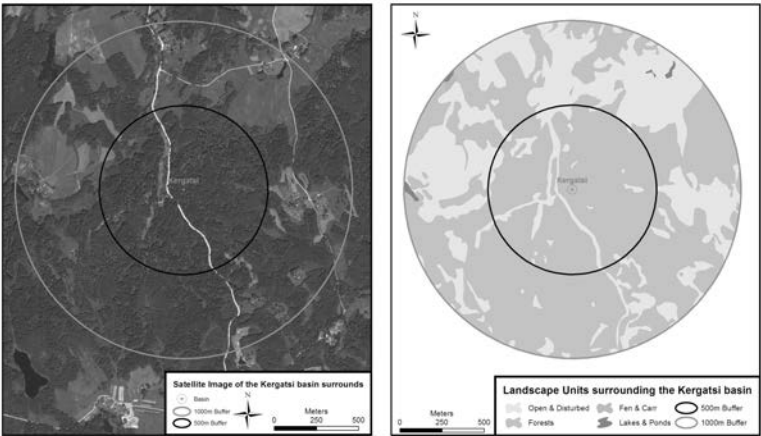 Kergatsi
Satellite Image of the Kergatsi basin surrounds
Basin
1000m Buffer
500m Buffer
N
Meters
0 250 500
N
Kergatsi
Landscape Units surrounding the Kergatsi basin
Meters
0 250 500
Open & Disturbed
Fen & Carr
500m Buffer
Forests
Lakes & Ponds
1000m Buffer